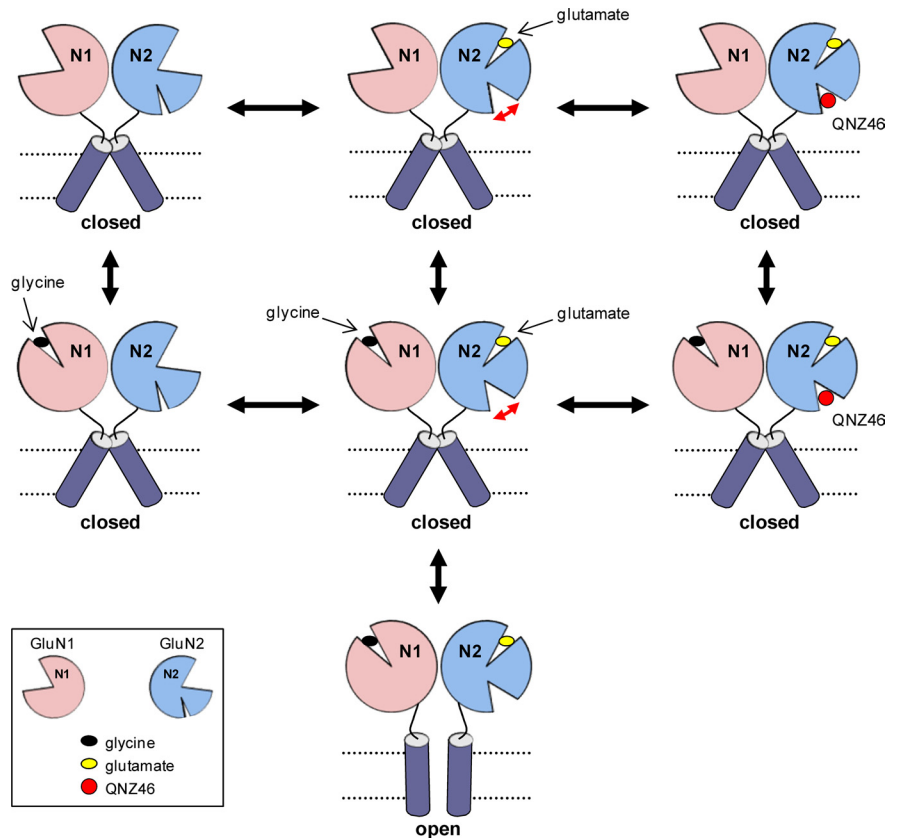 glutamate
N1 N2
N1 N2
N1 N2
QNZ46
closed
closed
closed
glycine
glycine
glutamate
N1 N2
N1 N2
N1 N2
QNZ46
closed
closed
closed
GluN1 GluN2
N1 N2
glycine
glutamate
QNZ46
N1 N2
open